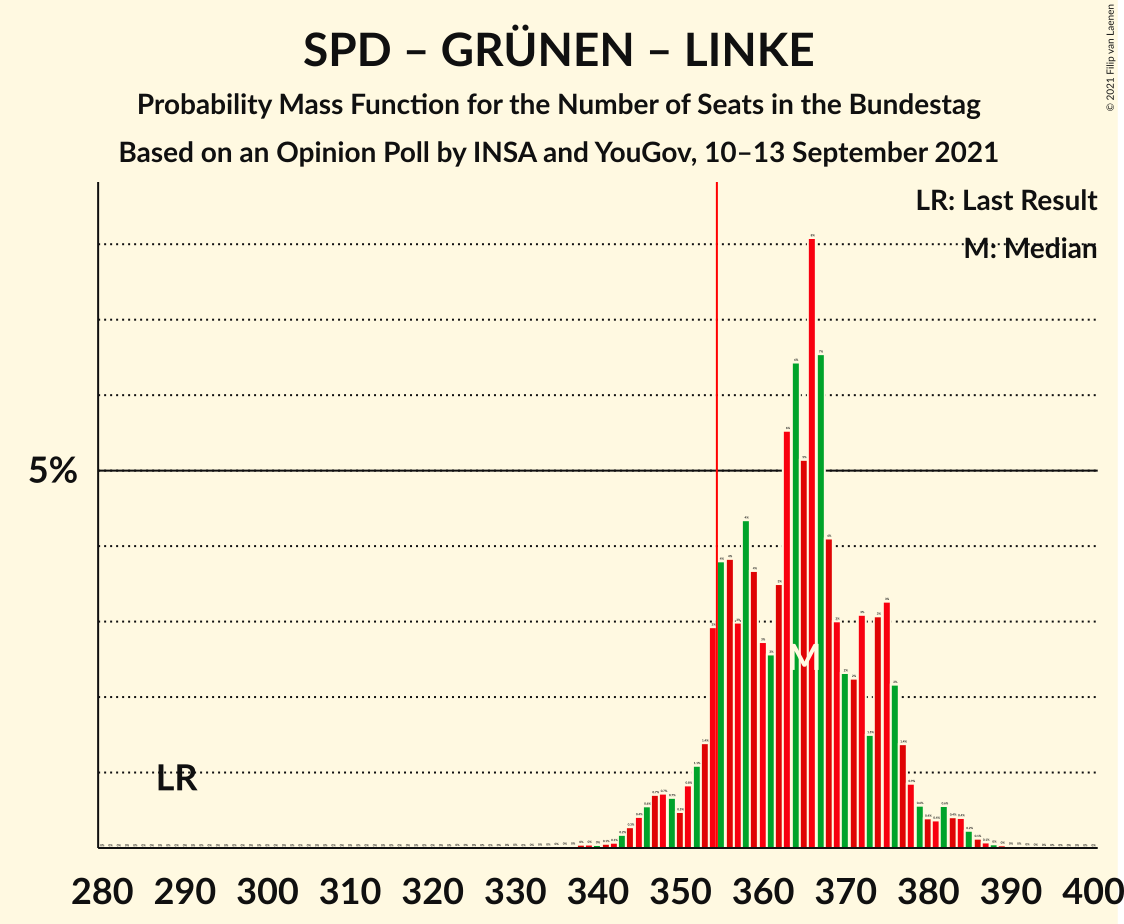 SPD – GRÜNEN – LINKE
Probability Mass Function for the Number of Seats in the Bundestag
Based on an Opinion Poll by INSA and YouGov, 10–13 September 2021
© 2021 Filip van Laenen
LR: Last Result
M: Median
5%
M
LR
280 290 300 310 320 330 340 350 360 370 380 390 400